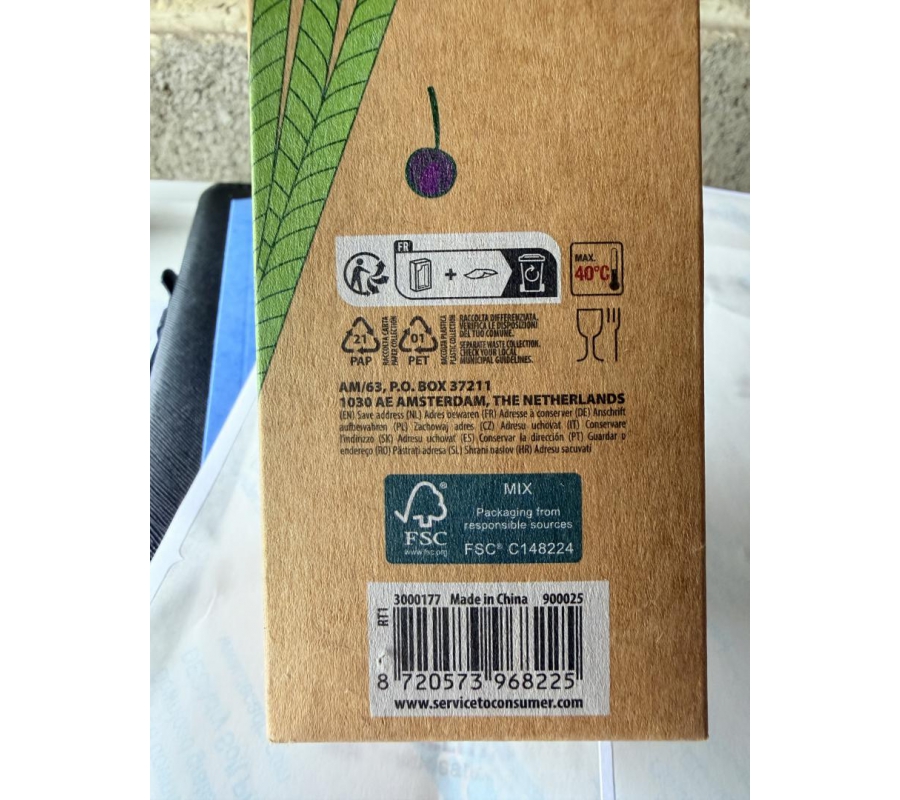 FR
MAX.
40°C
21
PAP
RACCOLTA CARTA
PAPER COLLECTION
01
PET
RACCOLTA PLASTICA
PLASTIC COLLECTION
RACCOLTA DIFFERENZIATA.
VERIFICA LE DISPOSIZIONI
DEL TUO COMUNE.
SEPARATE WASTE COLLECTION.
CHECK YOUR LOCAL
MUNICIPAL GUIDELINES.
AM/63, P.O. BOX 37211
1030 AE AMSTERDAM, THE NETHERLANDS
(EN) Save address (NL) Adres bewaren (FR) Adresse à conserver (DE) Anschrift
aufbewahren (PL) Zachowaj adres (CZ) Adresu uchovat (IT) Conservare
l'indirizzo (SK) Adresu uchovať (ES) Conservar la dirección (PT) Guardar o
endereço (RO) Păstrați adresa (SL) Shrani naslov (HR) Adresu sacuvati
FSC®
www.fsc.org
MIX
Packaging from
responsible sources
FSC® C148224
3000177 Made in China 900025
RT1
8 720573 968225
www.servicetoconsumer.com